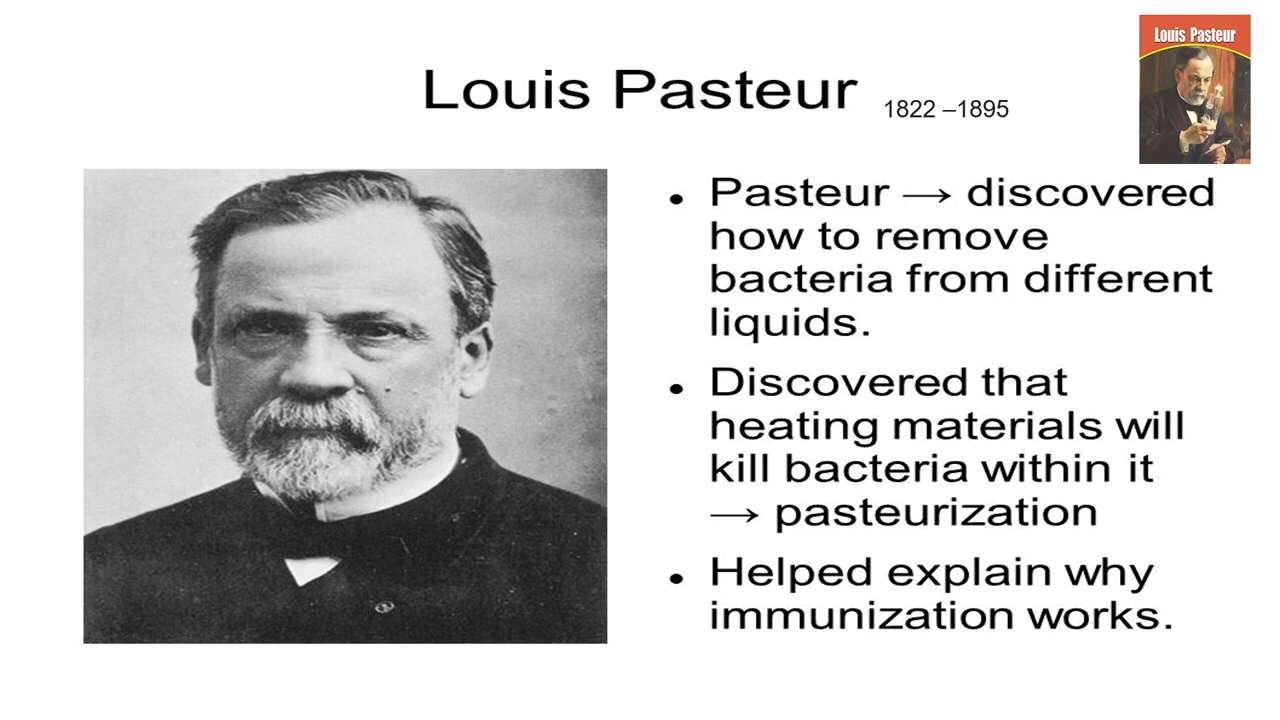 Louis Pasteur
Louis Pasteur 1822 –1895
• Pasteur → discovered
how to remove
bacteria from different
liquids.
• Discovered that
heating materials will
kill bacteria within it
→ pasteurization
• Helped explain why
immunization works.